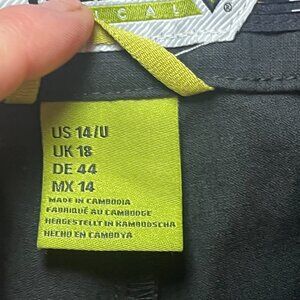 CAL
US 14/U
UK 18
DE 44
MX 14
MADE IN CAMBODIA
FABRIQUÉ AU CAMBODGE
HERGESTELLT IN KAMBODSCHA
HECHO EN CAMBOYA